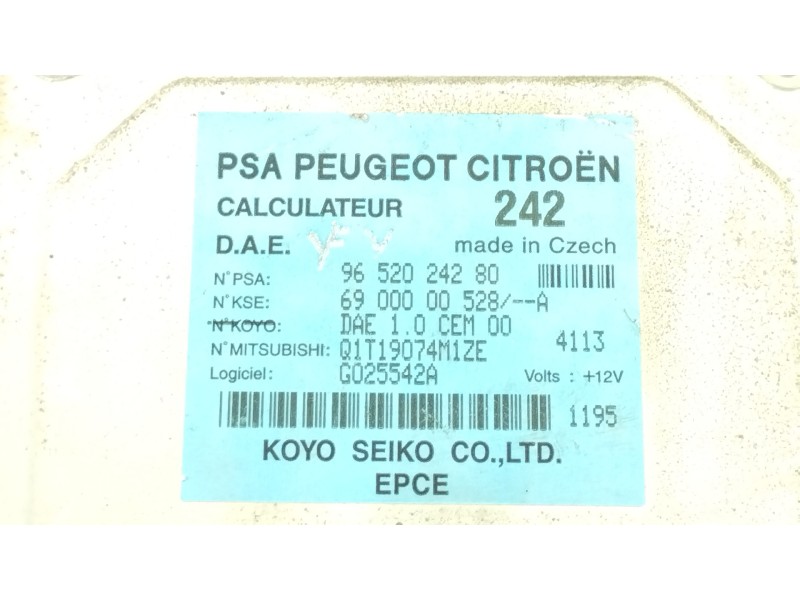 PSA PEUGEOT CITROËN
CALCULATEUR 242
D.A.E. made in Czech
N°PSA: 96 520 242 80
N°KSE: 69 000 00 528/--A
N°KOYO: DAE 1.0 CEM 00
N°MITSUBISHI: Q1T19074M1ZE 4113
Logiciel: G025542A Volts : +12V
1195
KOYO SEIKO CO.,LTD.
EPCE